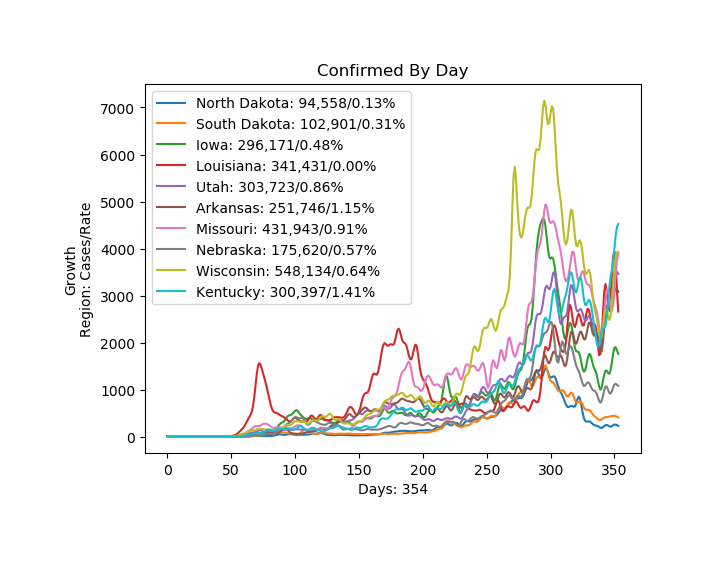 Confirmed By Day
7000
6000
5000
4000
3000
2000
1000
0
Growth
Region: Cases/Rate
North Dakota: 94,558/0.13%
South Dakota: 102,901/0.31%
Iowa: 296,171/0.48%
Louisiana: 341,431/0.00%
Utah: 303,723/0.86%
Arkansas: 251,746/1.15%
Missouri: 431,943/0.91%
Nebraska: 175,620/0.57%
Wisconsin: 548,134/0.64%
Kentucky: 300,397/1.41%
0 50 100 150 200 250 300 350
Days: 354